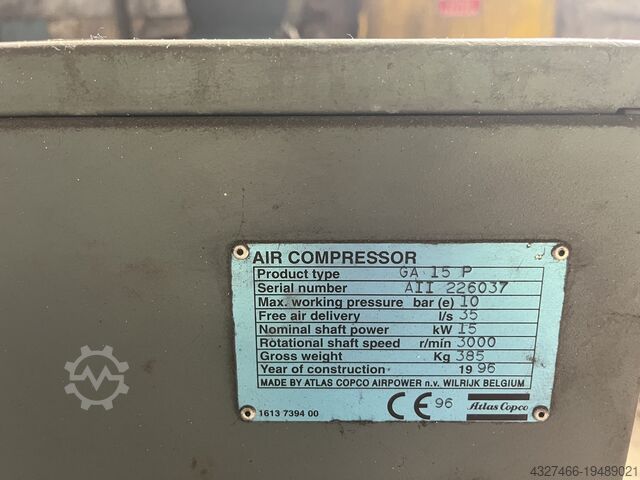 AIR COMPRESSOR
Product type GA 15 P
Serial number AII 226037
Max. working pressure bar (e) 10
Free air delivery l/s 35
Nominal shaft power kW 15
Rotational shaft speed r/min 3000
Gross weight Kg 385
Year of construction 19 96
MADE BY ATLAS COPCO AIRPOWER n.v. WILRIJK BELGIUM
1613 7394 00 CE 96 Atlas Copco
4327466-19489021